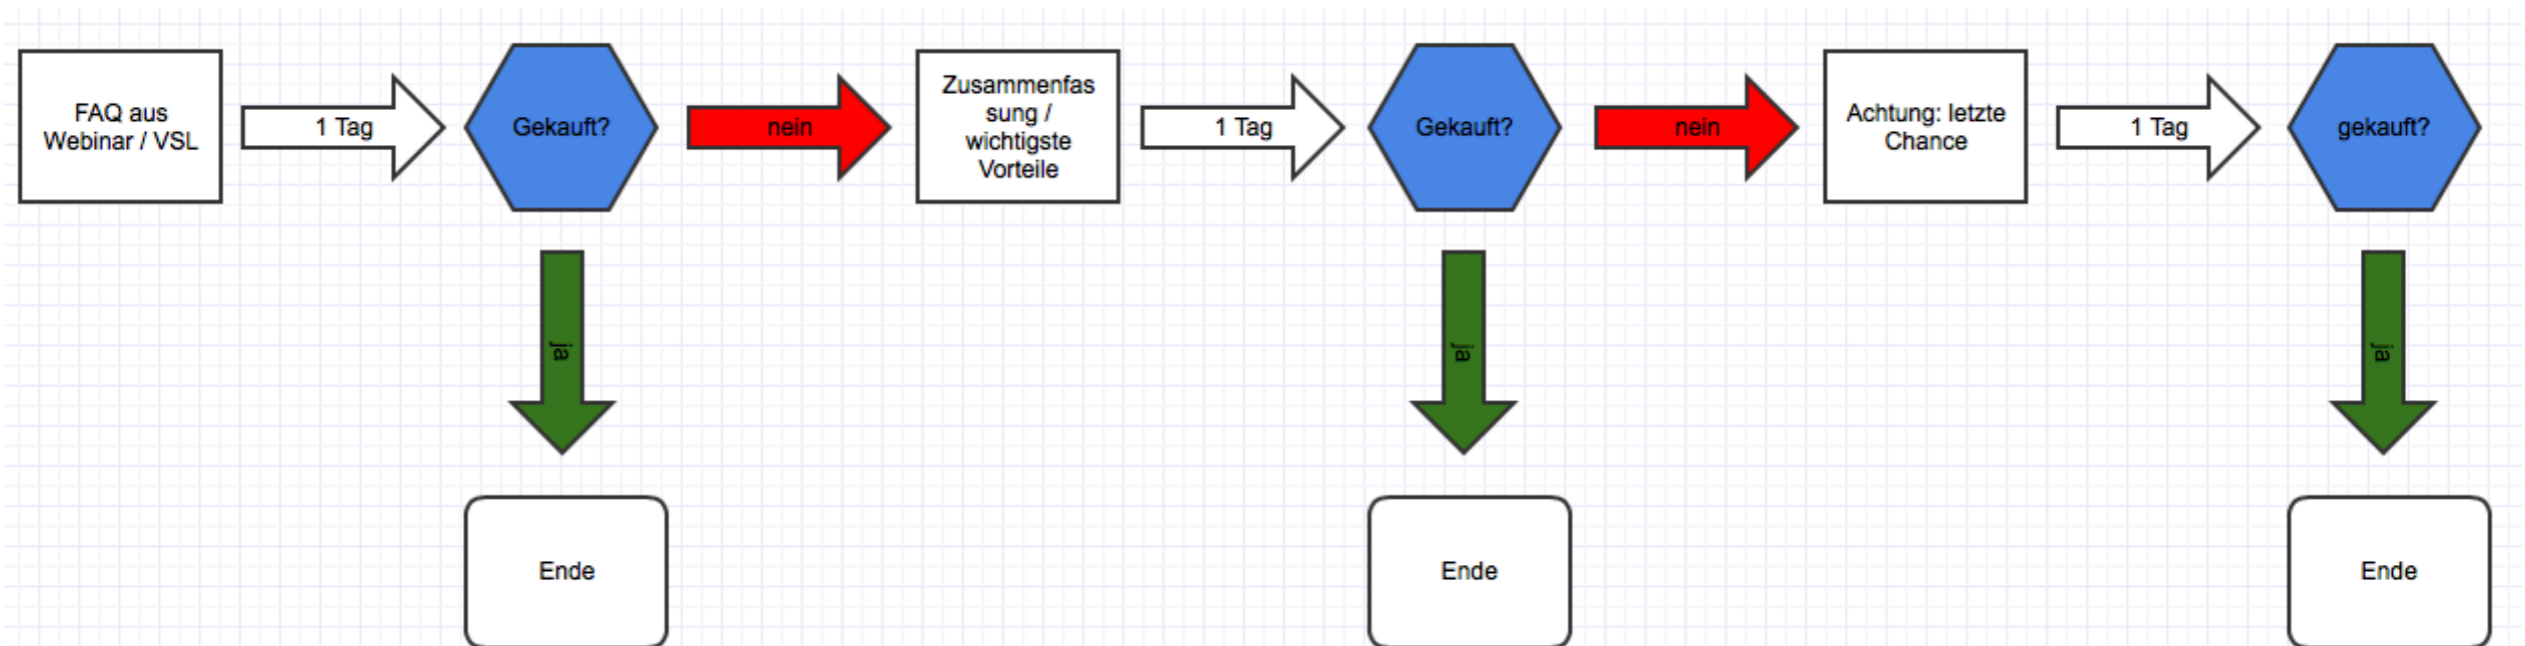 FAQ aus
Webinar / VSL
1 Tag
Gekauft?
nein
Zusammenfas
sung /
wichtigste
Vorteile
1 Tag
Gekauft?
nein
Achtung: letzte
Chance
1 Tag
gekauft?
ja
ja
ja
Ende
Ende
Ende